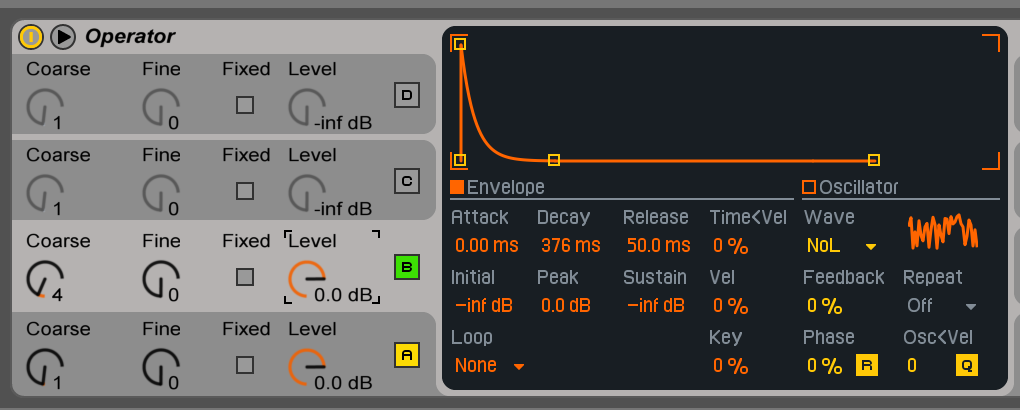 Operator
Coarse Fine Fixed Level
1 0 -inf dB D
Coarse Fine Fixed Level
1 0 -inf dB C
Coarse Fine Fixed Level
4 0 0.0 dB B
Coarse Fine Fixed Level
1 0 0.0 dB A
Envelope
Attack Decay Release Time<Vel
0.00 ms 376 ms 50.0 ms 0 %
Initial Peak Sustain Vel
-inf dB 0.0 dB -inf dB 0 %
Loop Key
None 0 %
Oscillator
Wave
NoL
Feedback Repeat
0 % Off
Phase Osc<Vel
0 % R 0 Q